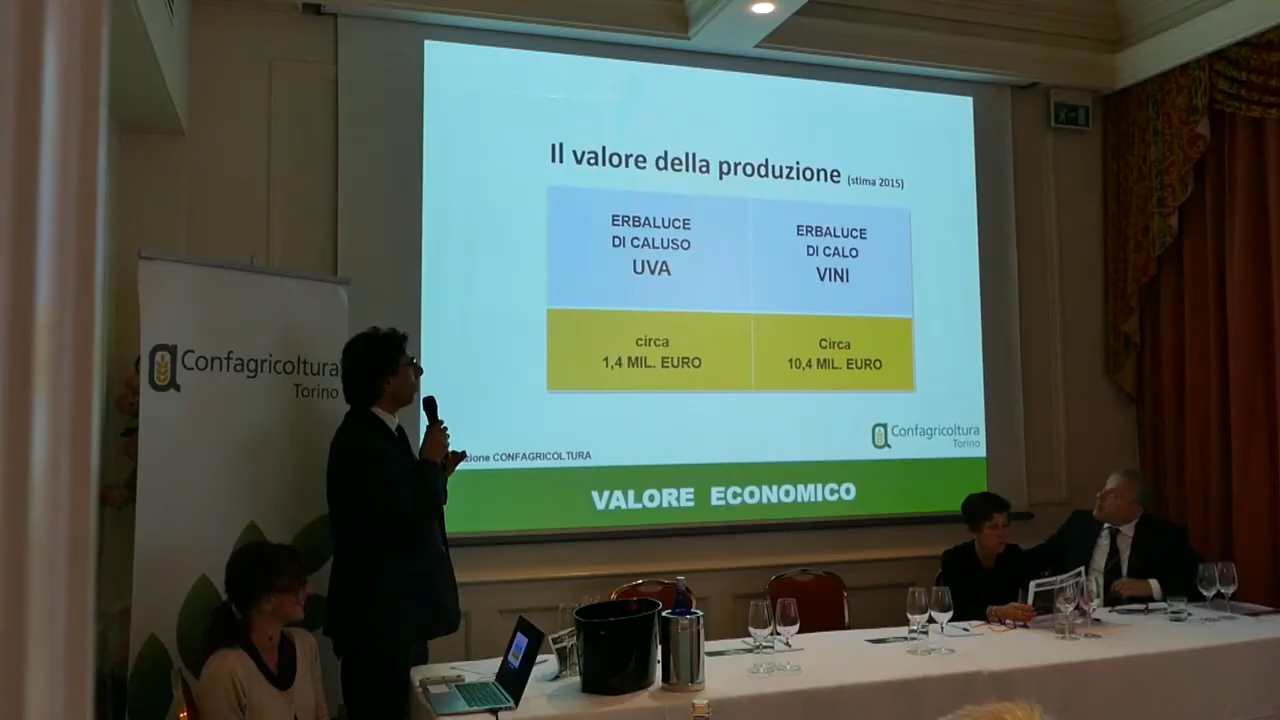 Il valore della produzione (stima 2015)
ERBALUCE
DI CALUSO
UVA
ERBALUCE
DI CALO
VINI
circa
1,4 MIL. EURO
Circa
10,4 MIL. EURO
Confagricoltura
Torino
CONFAGRICOLTURA
VALORE ECONOMICO
Confagricoltura
Torino